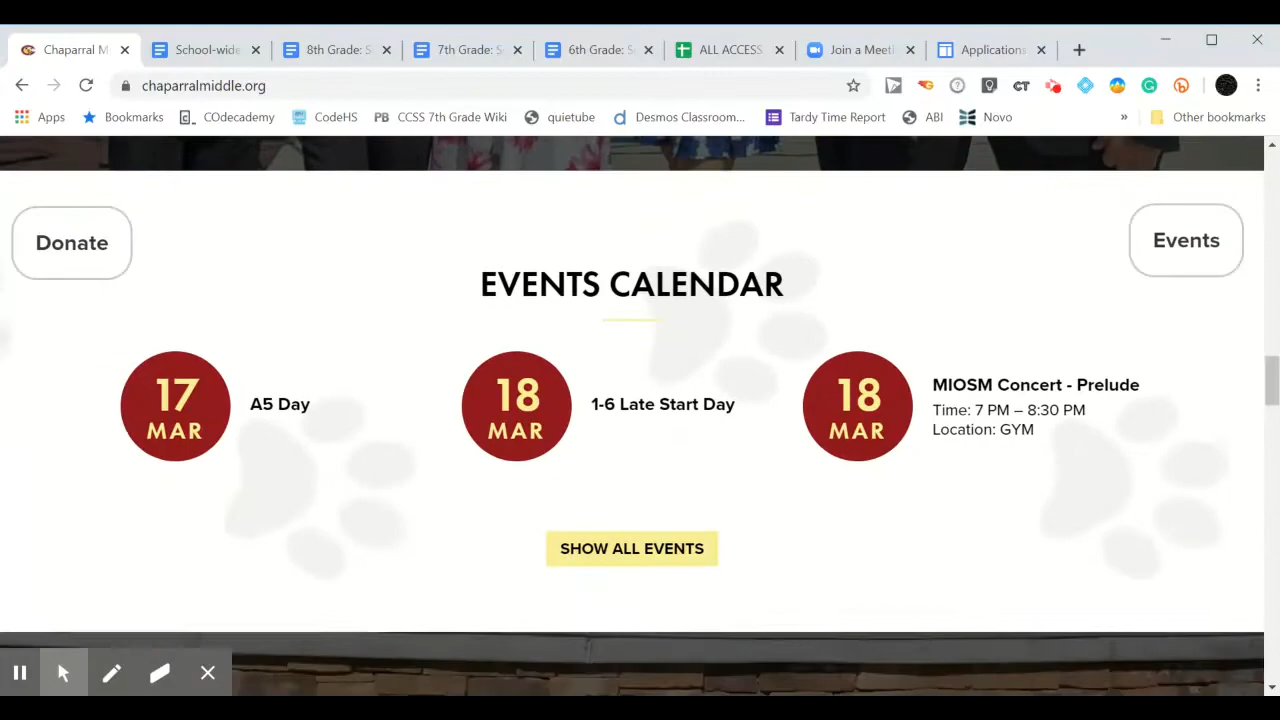 Chaparral M
School-wide
8th Grade: S
7th Grade: S
6th Grade: S
ALL ACCESS
Join a Meeti
Applications
chaparralmiddle.org
CT
Apps
Bookmarks
COdecademy
CodeHS
PB CCSS 7th Grade Wiki
quietube
d Desmos Classroom...
Tardy Time Report
ABI
Novo
»
Other bookmarks
Donate
Events
EVENTS CALENDAR
17
MAR
A5 Day
18
MAR
1-6 Late Start Day
18
MAR
MIOSM Concert - Prelude
Time: 7 PM – 8:30 PM
Location: GYM
SHOW ALL EVENTS